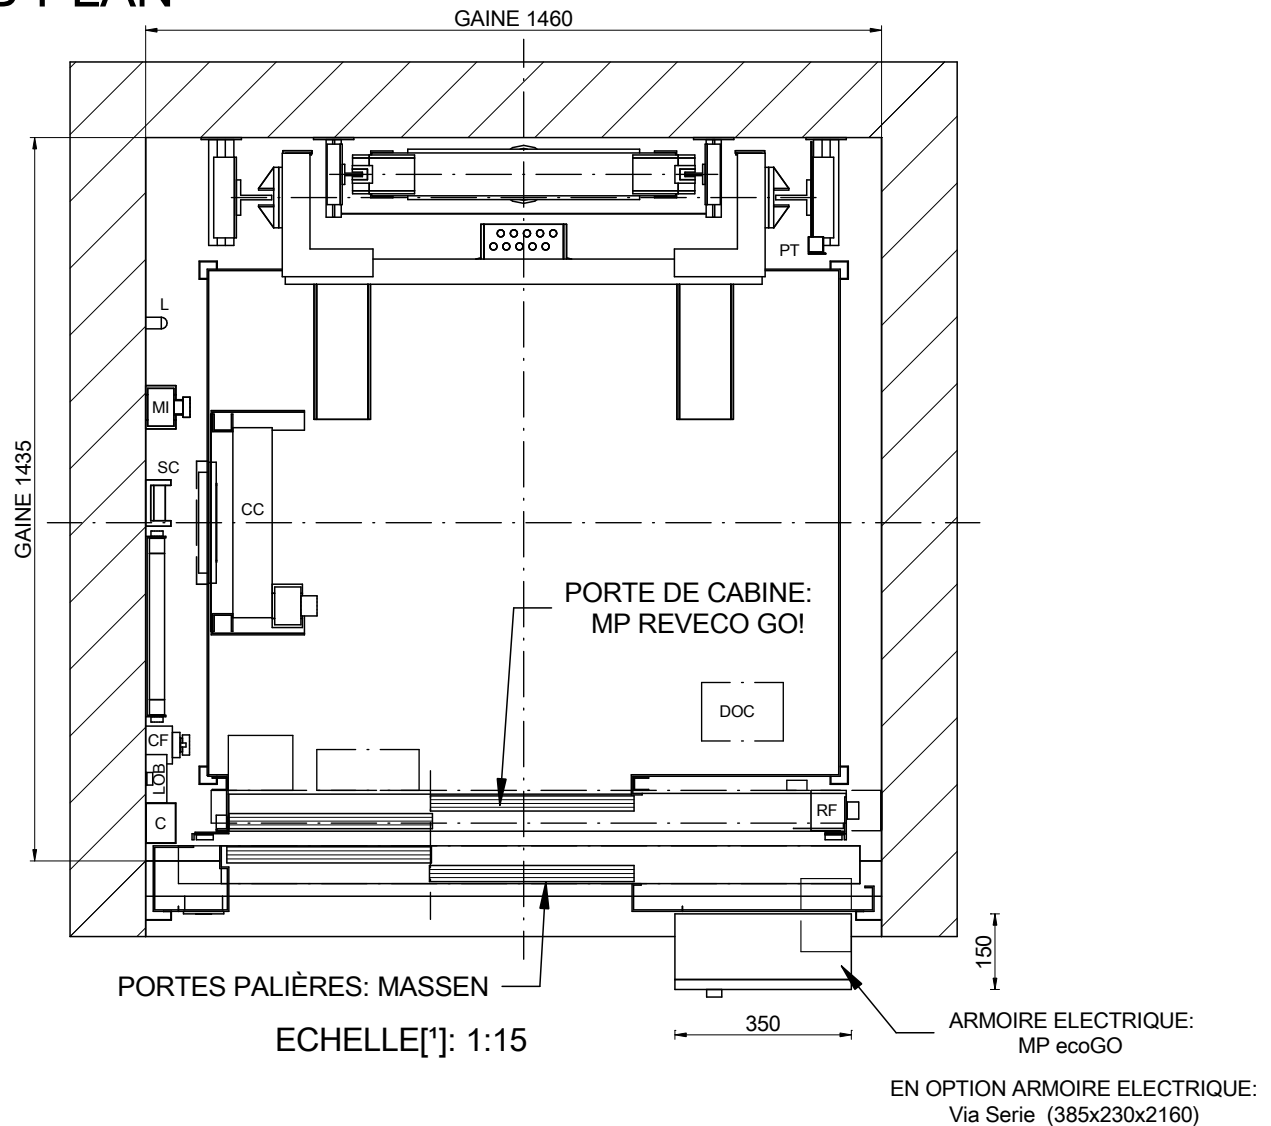 GAINE 1460
PT
L
MI
SC
GAINE 1435
CC
PORTE DE CABINE:
MP REVECO GO!
DOC
CF
LOB
C
RF
150
PORTES PALIÈRES: MASSEN
350
ECHELLE[¹]: 1:15
ARMOIRE ELECTRIQUE:
MP ecoGO
EN OPTION ARMOIRE ELECTRIQUE:
Via Serie (385x230x2160)